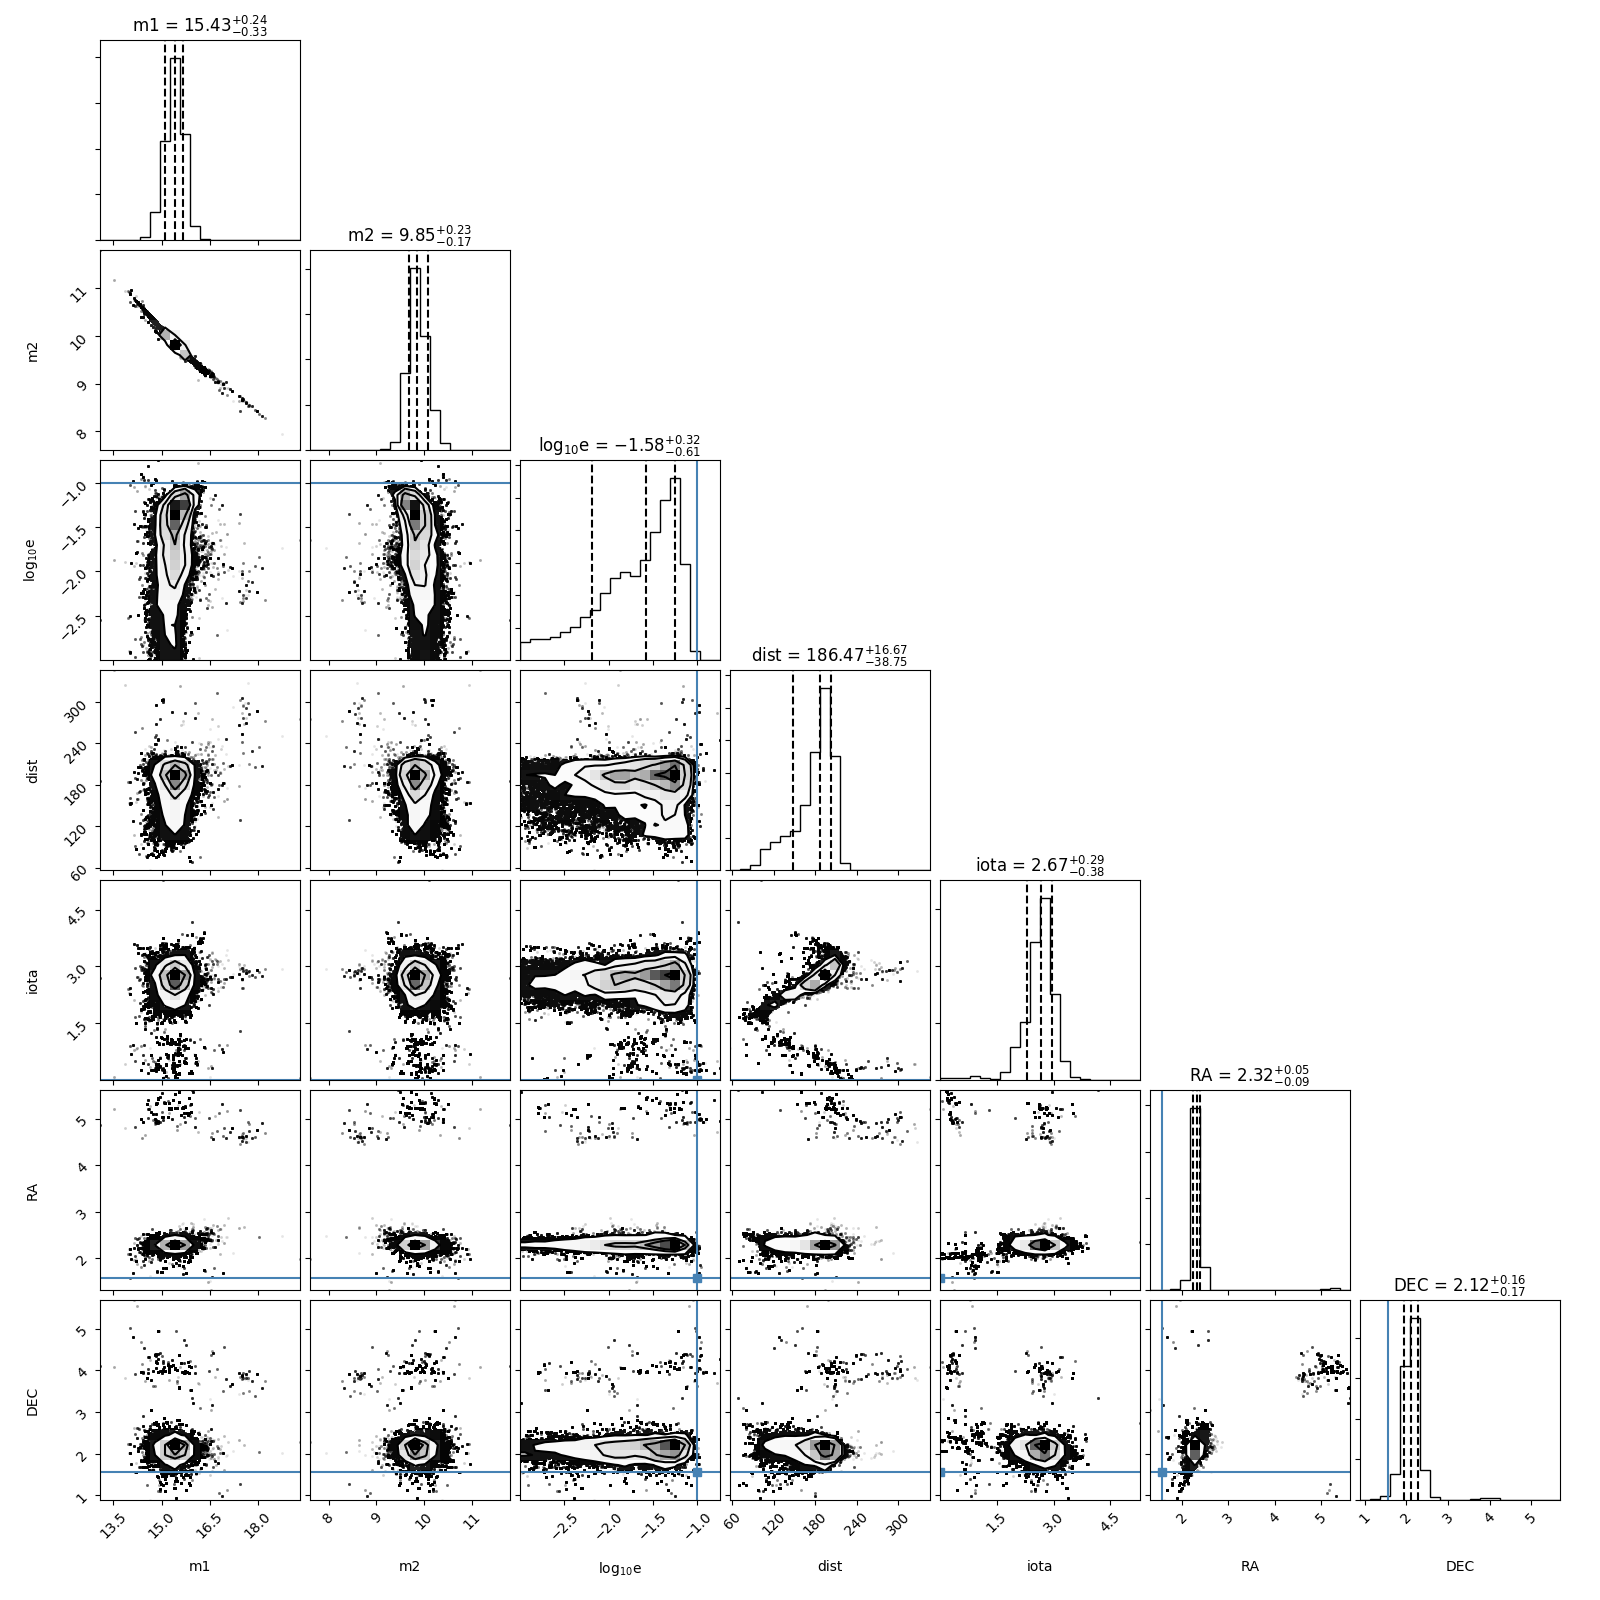 m1 = 15.43+0.24−0.33
m2 = 9.85+0.23−0.17
m2
11
10
9
8
log10e = −1.58+0.32−0.61
log10e
−1.0
−1.5
−2.0
−2.5
dist = 186.47+16.67−38.75
dist
300
240
180
120
60
iota = 2.67+0.29−0.38
iota
4.5
3.0
1.5
RA = 2.32+0.05−0.09
RA
5
4
3
2
DEC = 2.12+0.16−0.17
DEC
5
4
3
2
1
13.5 15.0 16.5 18.0 8 9 10 11 −2.5 −2.0 −1.5 −1.0 60 120 180 240 300 1.5 3.0 4.5 2 3 4 5 1 2 3 4 5
m1 m2 log10e dist iota RA DEC